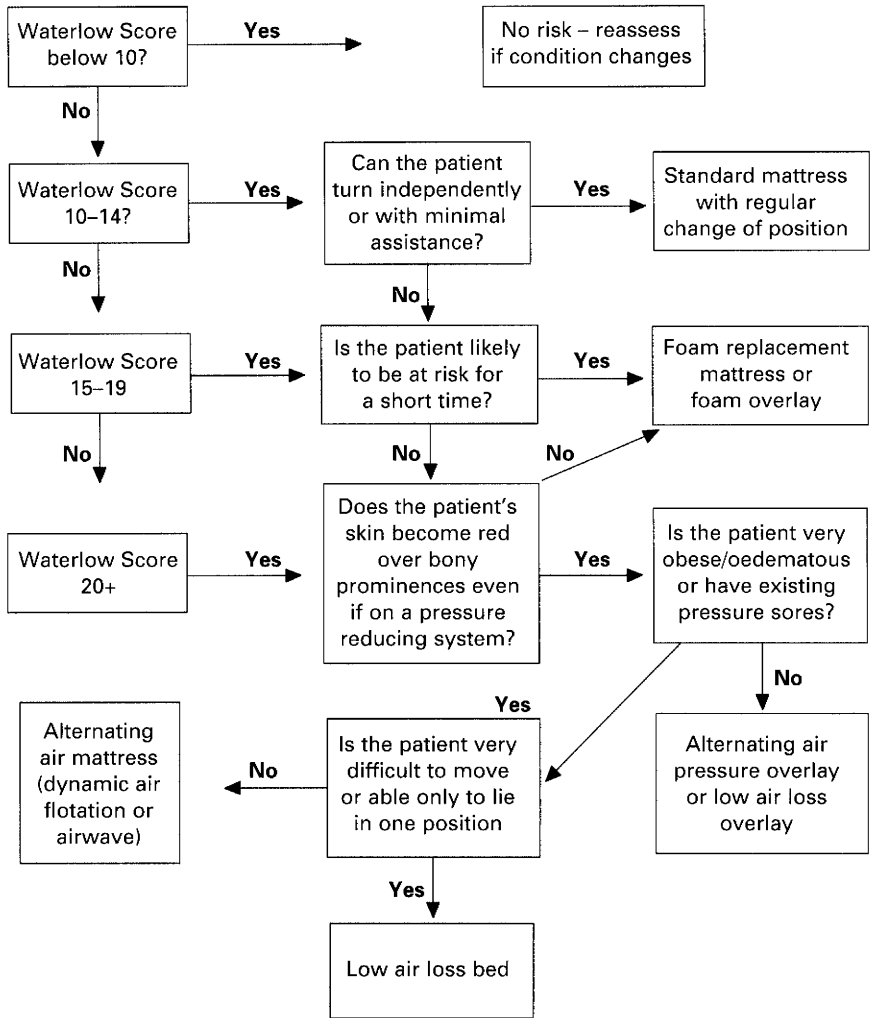 Waterlow Score
below 10?
Yes
No risk – reassess
if condition changes
No
Waterlow Score
10–14?
Yes
Can the patient
turn independently
or with minimal
assistance?
Yes
Standard mattress
with regular
change of position
No
No
Waterlow Score
15–19
Yes
Is the patient likely
to be at risk for
a short time?
Yes
Foam replacement
mattress or
foam overlay
No
No
No
Waterlow Score
20+
Yes
Does the patient's
skin become red
over bony
prominences even
if on a pressure
reducing system?
Yes
Is the patient very
obese/oedematous
or have existing
pressure sores?
Yes
No
Alternating
air mattress
(dynamic air
flotation or
airwave)
No
Is the patient very
difficult to move
or able only to lie
in one position
Alternating air
pressure overlay
or low air loss
overlay
Yes
Low air loss bed